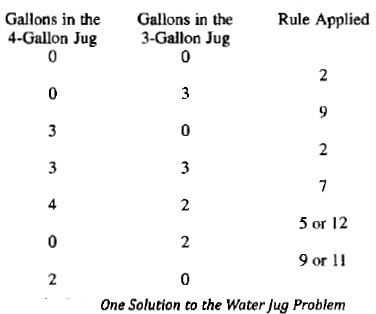 Gallons in the Gallons in the Rule Applied
4-Gallon Jug 3-Gallon Jug
0 0
2
0 3
9
3 0
2
3 3
7
4 2
5 or 12
0 2
9 or 11
2 0
One Solution to the Water Jug Problem